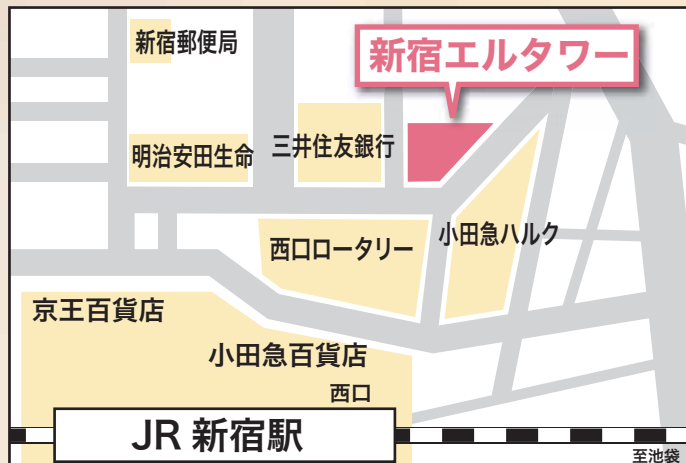 新宿郵便局
新宿エルタワー
明治安田生命
三井住友銀行
西口ロータリー
小田急ハルク
京王百貨店
小田急百貨店
西口
JR 新宿駅
至池袋